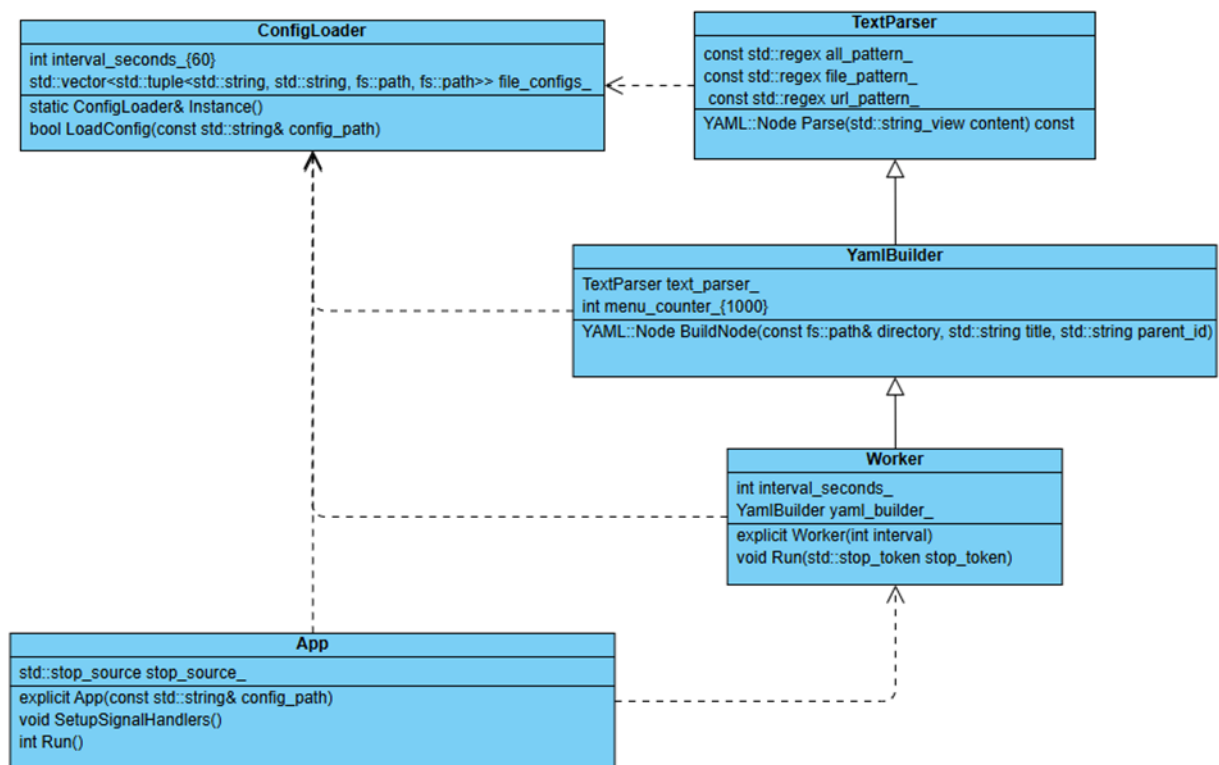 ConfigLoader
int interval_seconds_{60}
std::vector<std::tuple<std::string, std::string, fs::path, fs::path>> file_configs_
static ConfigLoader& Instance()
bool LoadConfig(const std::string& config_path)
TextParser
const std::regex all_pattern_
const std::regex file_pattern_
const std::regex url_pattern_
YAML::Node Parse(std::string_view content) const
YamlBuilder
TextParser text_parser_
int menu_counter_{1000}
YAML::Node BuildNode(const fs::path& directory, std::string title, std::string parent_id)
Worker
int interval_seconds_
YamlBuilder yaml_builder_
explicit Worker(int interval)
void Run(std::stop_token stop_token)
App
std::stop_source stop_source_
explicit App(const std::string& config_path)
void SetupSignalHandlers()
int Run()